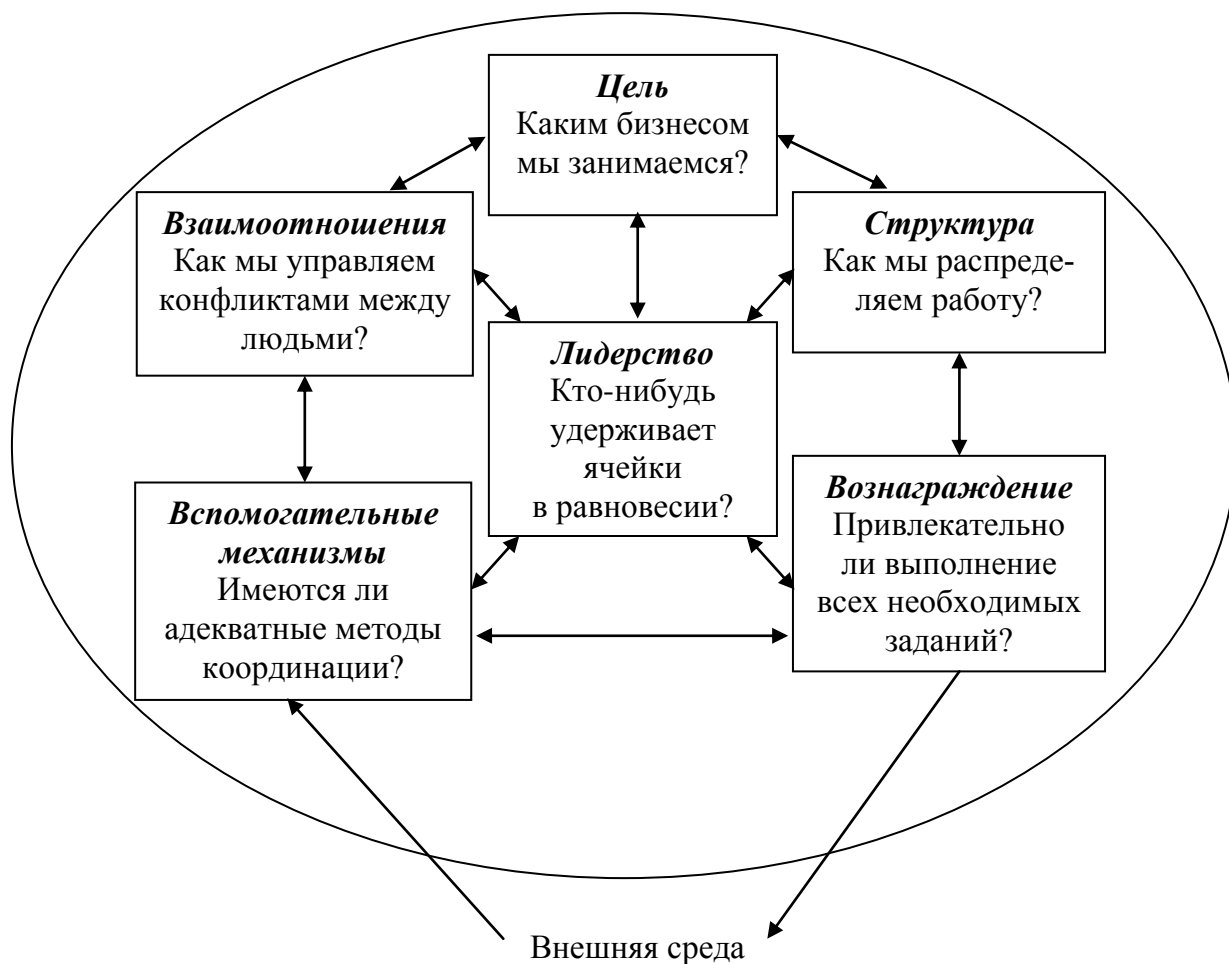 Цель
Каким бизнесом
мы занимаемся?
Взаимоотношения
Как мы управляем
конфликтами между
людьми?
Структура
Как мы распреде-
ляем работу?
Лидерство
Кто-нибудь
удерживает
ячейки
в равновесии?
Вспомогательные
механизмы
Имеются ли
адекватные методы
координации?
Вознаграждение
Привлекательно
ли выполнение
всех необходимых
заданий?
Внешняя среда